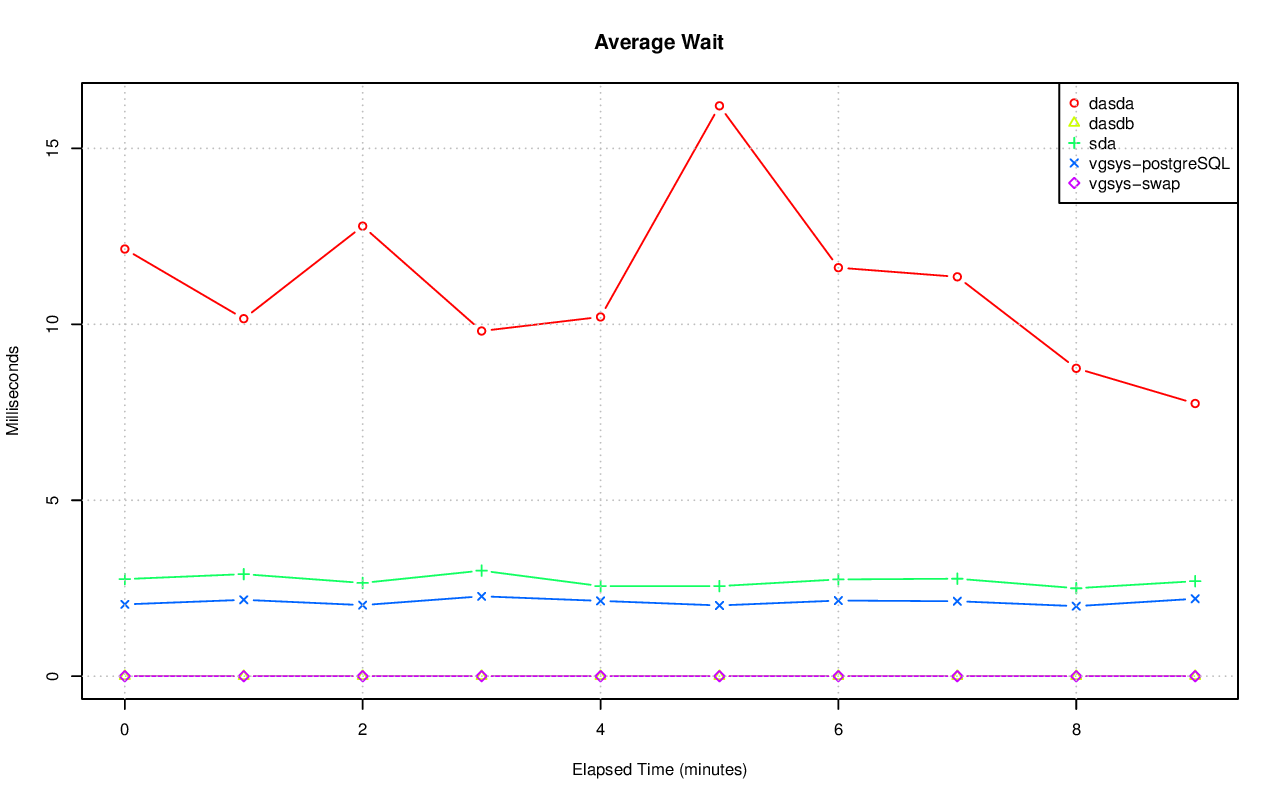 Average Wait
dasda
dasdb
sda
vgsys−postgreSQL
vgsys−swap
15
10
5
0
Milliseconds
0 2 4 6 8
Elapsed Time (minutes)